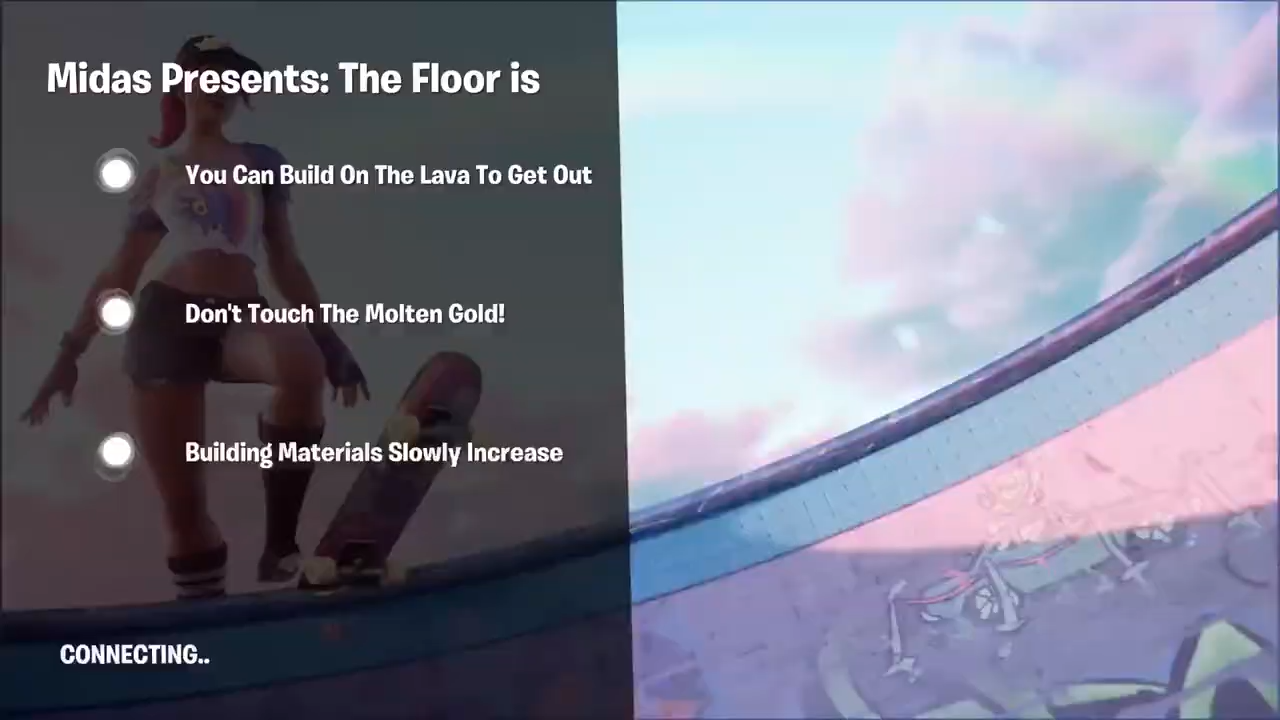 Midas Presents: The Floor is
You Can Build On The Lava To Get Out
Don't Touch The Molten Gold!
Building Materials Slowly Increase
CONNECTING..